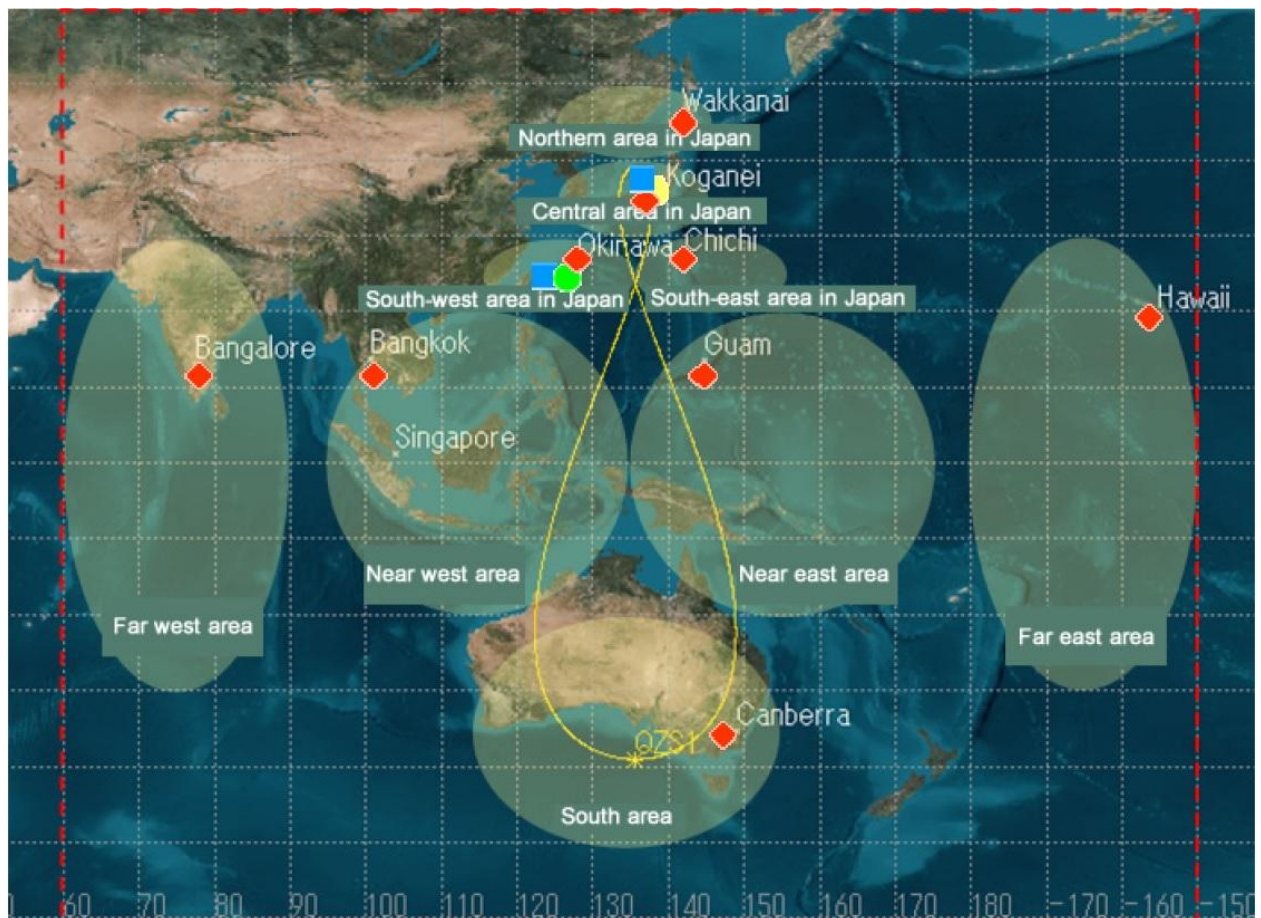 Wakkanai
Northern area in Japan
Koganei
Central area in Japan
Okinawa
Chichi
South-west area in Japan
South-east area in Japan
Hawaii
Bangalore
Bangkok
Guam
Singapore
Near west area
Near east area
Far west area
Far east area
Canberra
QZS1
South area
60 70 80 90 100 110 120 130 140 150 160 170 180 -170 -160 -150